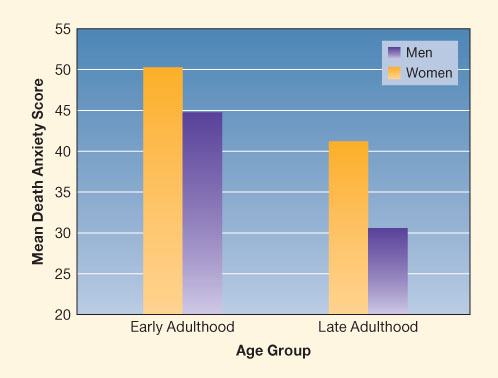 Mean Death Anxiety Score
55
50
45
40
35
30
25
20
Men
Women
Early Adulthood
Late Adulthood
Age Group